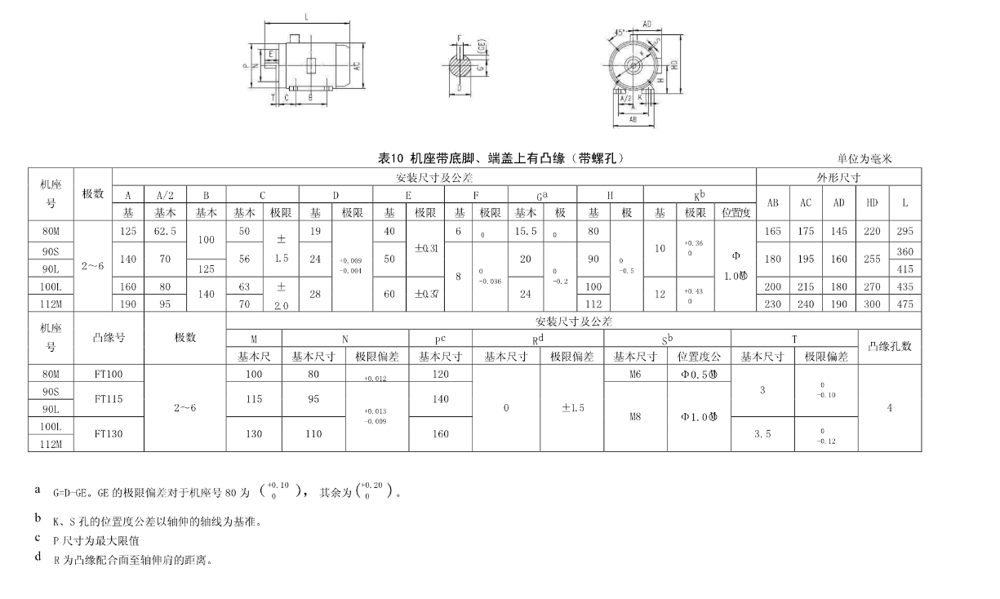 L
E
P
N
AC
T
C
B
F
(GE)
G
D
AD
45°
S
HD
H
A/2
K
A
AB
表10 机座带底脚、端盖上有凸缘（带螺孔）
单位为毫米
机座号 极数 安装尺寸及公差 外形尺寸
A A/2 B C D E F Ga H Kb AB AC AD HD L
基 基本 基本 基本 极限 基 极限 基 极限 基 极限 基本 极 基 极 基 极限 位置度
80M 2～6 125 62.5 100 50 ±1.5 19 +0.009 -0.004 40 ±0.31 6 0 15.5 0 80 0 -0.5 10 +0.36 0 Φ1.0Ⓜ 165 175 145 220 295
90S 140 70 56 24 50 8 0 -0.036 20 0 -0.2 90 180 195 160 255 360
90L 125 415
100L 160 80 140 63 ±2.0 28 60 ±0.37 24 100 12 +0.43 0 200 215 180 270 435
112M 190 95 70 112 230 240 190 300 475
机座号 凸缘号 极数 安装尺寸及公差
M N Pc Rd Sb T 凸缘孔数
基本尺 基本尺寸 极限偏差 基本尺寸 基本尺寸 极限偏差 基本尺寸 位置度公 基本尺寸 极限偏差
80M FT100 2～6 100 80 +0.012 120 0 ±1.5 M6 Φ0.5Ⓜ 3 0 -0.10 4
90S FT115 115 95 +0.013 -0.009 140 M8 Φ1.0Ⓜ
90L
100L FT130 130 110 160 3.5 0 -0.12
112M
a G=D-GE。GE 的极限偏差对于机座号 80 为 (+0.10 0)， 其余为(+0.20 0)。
b K、S 孔的位置度公差以轴伸的轴线为基准。
c P 尺寸为最大限值
d R 为凸缘配合面至轴伸肩的距离。